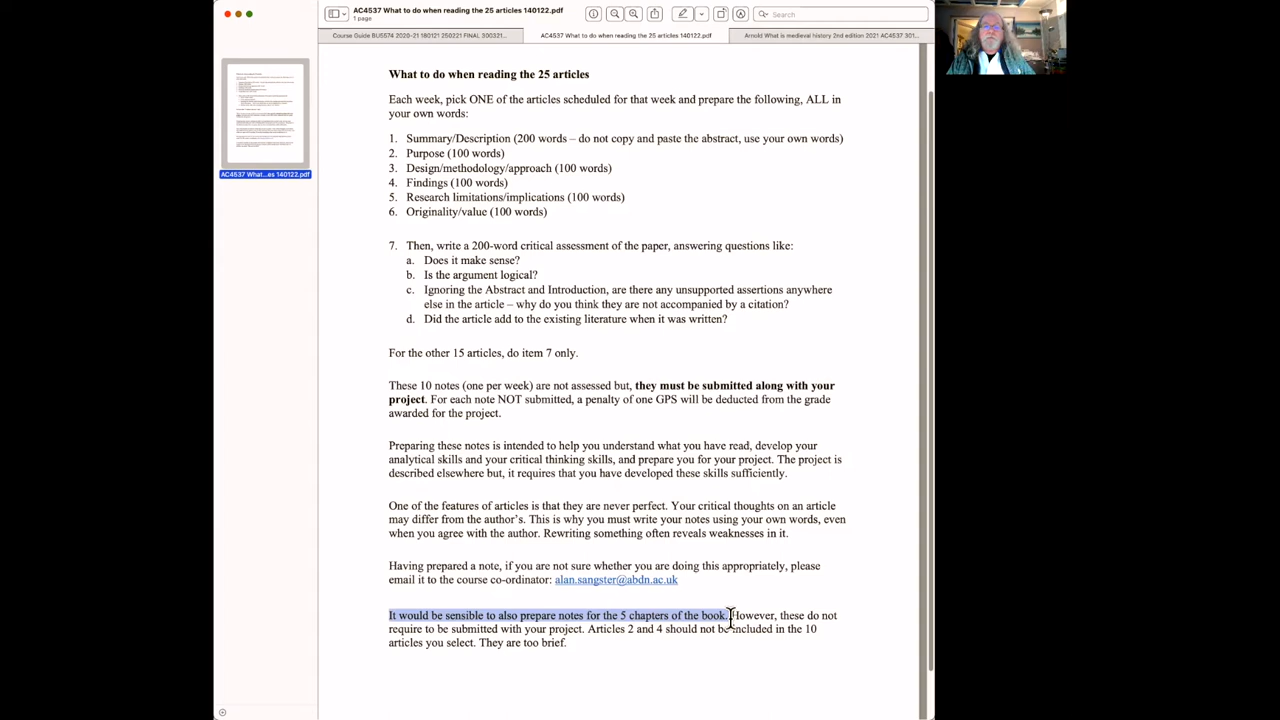 AC4537 What to do when reading the 25 articles 140122.pdf
1 page
Search
Course Guide BU5574 2020-21 180121 250221 FINAL 300321...
AC4537 What to do when reading the 25 articles 140122.pdf
Arnold What is medieval history 2nd edition 2021 AC4537 301...
AC4537 What...es 140122.pdf
What to do when reading the 25 articles
Each week, pick ONE of the articles scheduled for that week and prepare the following, ALL in
your own words:
1. Summary/Description (200 words – do not copy and paste the abstract, use your own words)
2. Purpose (100 words)
3. Design/methodology/approach (100 words)
4. Findings (100 words)
5. Research limitations/implications (100 words)
6. Originality/value (100 words)
7. Then, write a 200-word critical assessment of the paper, answering questions like:
a. Does it make sense?
b. Is the argument logical?
c. Ignoring the Abstract and Introduction, are there any unsupported assertions anywhere
else in the article – why do you think they are not accompanied by a citation?
d. Did the article add to the existing literature when it was written?
For the other 15 articles, do item 7 only.
These 10 notes (one per week) are not assessed but, they must be submitted along with your
project. For each note NOT submitted, a penalty of one GPS will be deducted from the grade
awarded for the project.
Preparing these notes is intended to help you understand what you have read, develop your
analytical skills and your critical thinking skills, and prepare you for your project. The project is
described elsewhere but, it requires that you have developed these skills sufficiently.
One of the features of articles is that they are never perfect. Your critical thoughts on an article
may differ from the author's. This is why you must write your notes using your own words, even
when you agree with the author. Rewriting something often reveals weaknesses in it.
Having prepared a note, if you are not sure whether you are doing this appropriately, please
email it to the course co-ordinator: alan.sangster@abdn.ac.uk
It would be sensible to also prepare notes for the 5 chapters of the book. However, these do not
require to be submitted with your project. Articles 2 and 4 should not be included in the 10
articles you select. They are too brief.